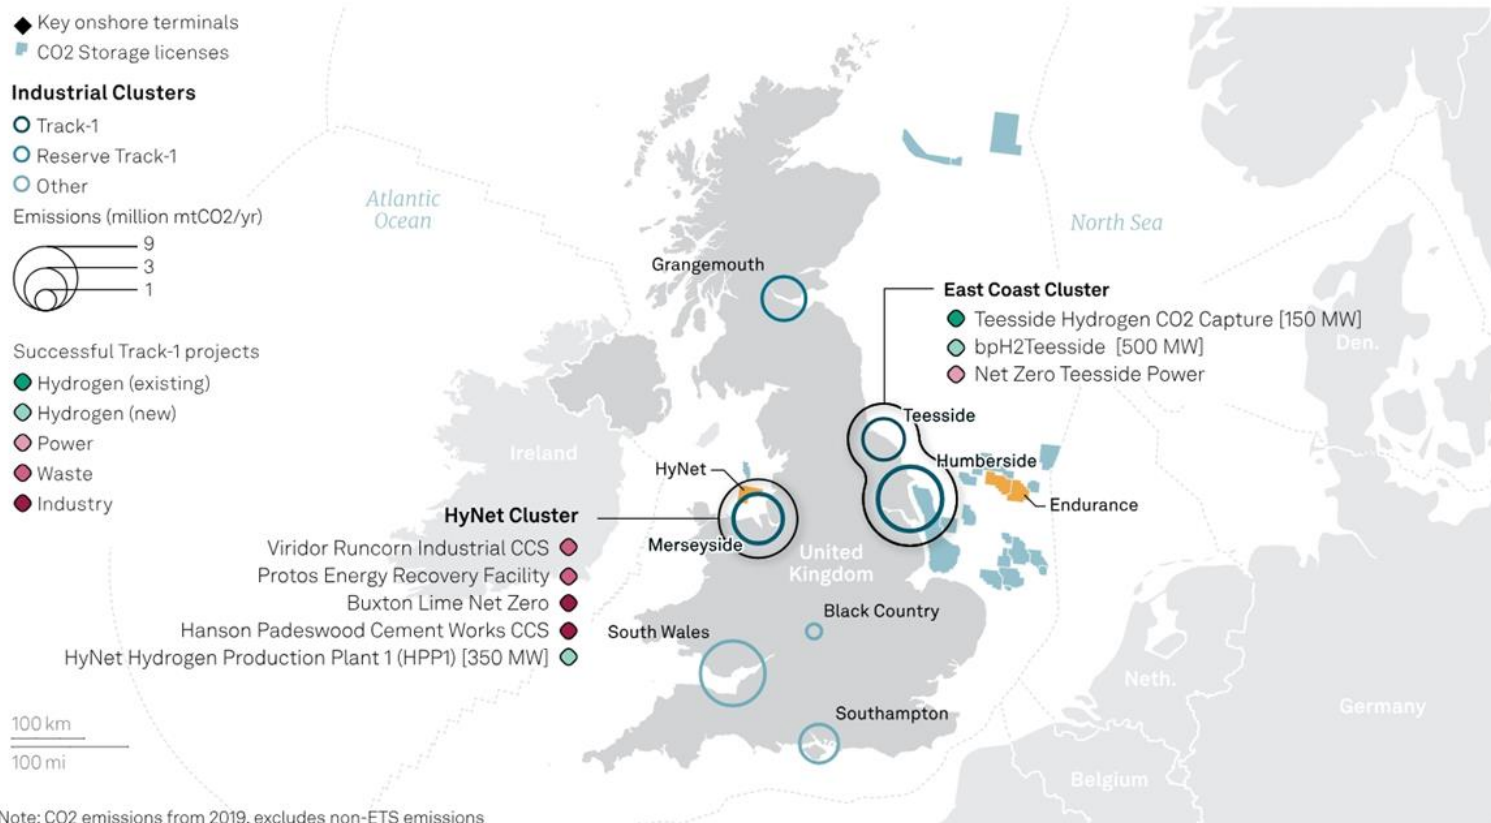 Key onshore terminals
CO2 Storage licenses
Industrial Clusters
Track-1
Reserve Track-1
Other
Emissions (million mtCO2/yr)
9
3
1
Successful Track-1 projects
Hydrogen (existing)
Hydrogen (new)
Power
Waste
Industry
Atlantic
Ocean
North Sea
Grangemouth
East Coast Cluster
Teesside Hydrogen CO2 Capture [150 MW]
bpH2Teesside [500 MW]
Net Zero Teesside Power
Den.
Teesside
Ireland
Humberside
HyNet
Endurance
HyNet Cluster
Merseyside
Viridor Runcorn Industrial CCS
Protos Energy Recovery Facility
Buxton Lime Net Zero
Hanson Padeswood Cement Works CCS
HyNet Hydrogen Production Plant 1 (HPP1) [350 MW]
United
Kingdom
Black Country
South Wales
Southampton
Neth.
Germany
Belgium
100 km
100 mi
Note: CO2 emissions from 2019, excludes non-ETS emissions